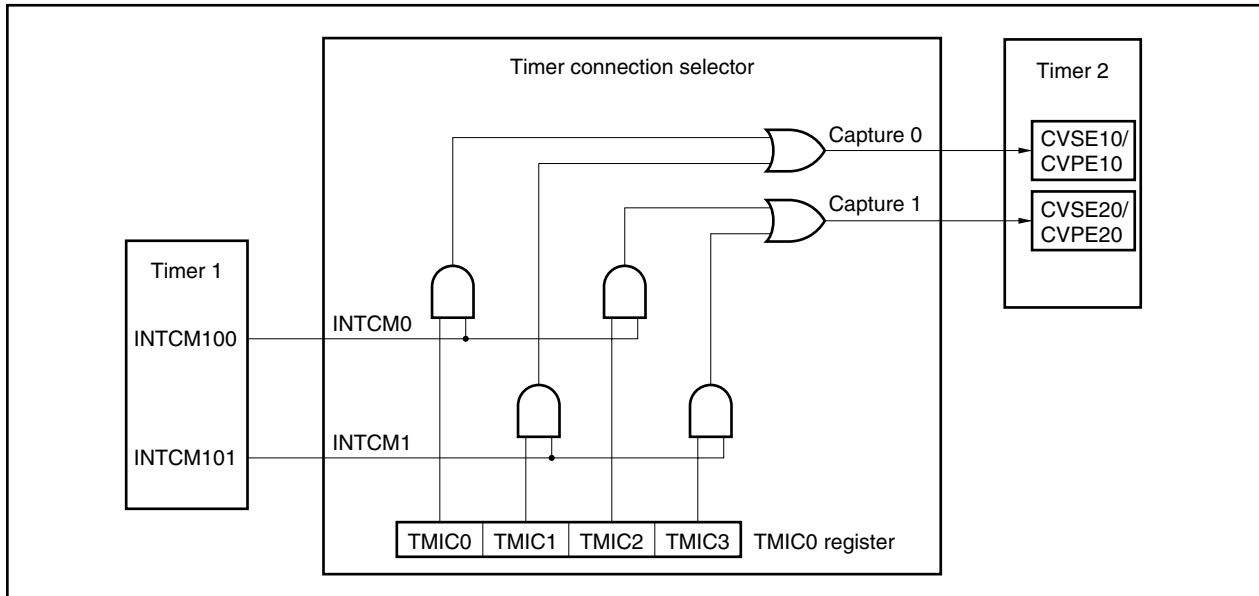 Timer connection selector
Timer 2
Capture 0
CVSE10/
CVPE10
Capture 1
CVSE20/
CVPE20
Timer 1
INTCM100
INTCM0
INTCM101
INTCM1
TMIC0 TMIC1 TMIC2 TMIC3 TMIC0 register